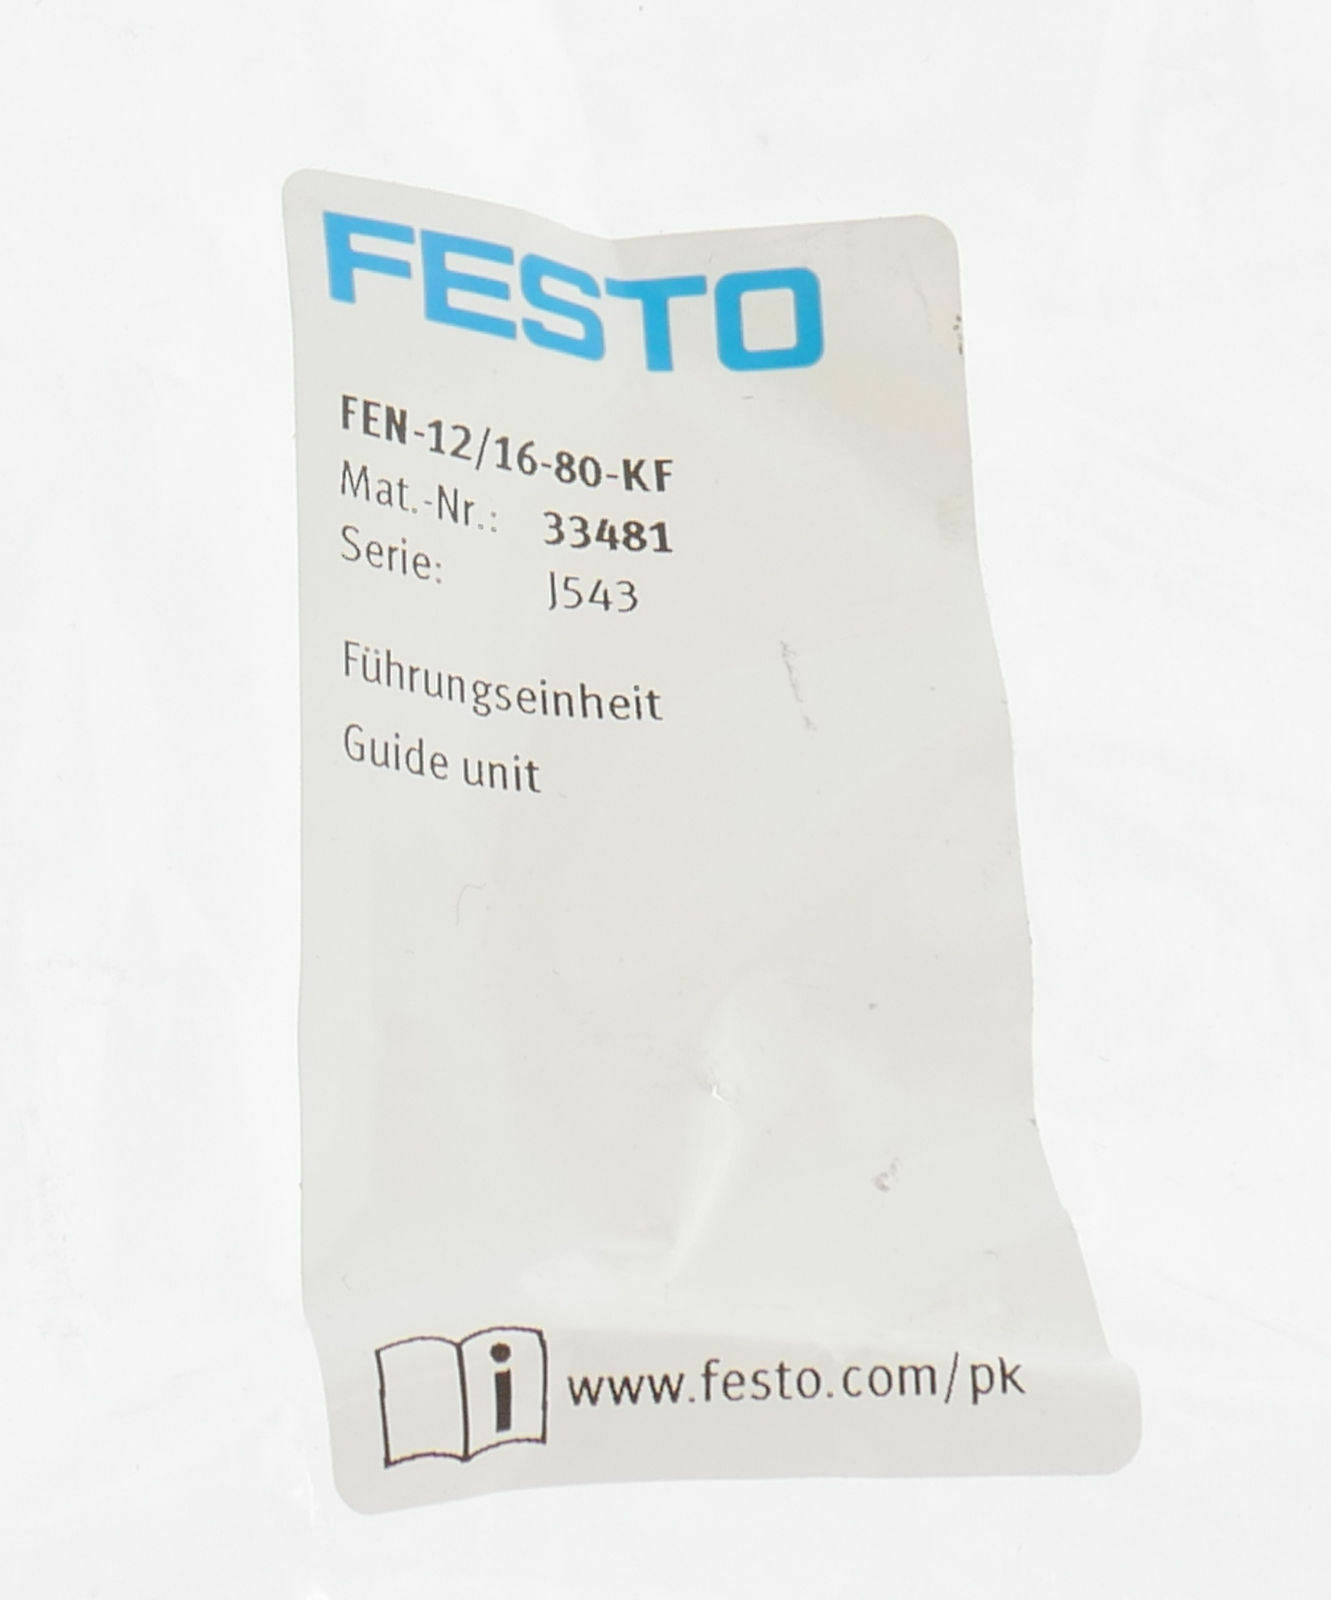 FESTO
FEN-12/16-80-KF
Mat.-Nr.: 33481
Serie: J543
Führungseinheit
Guide unit
i www.festo.com/pk